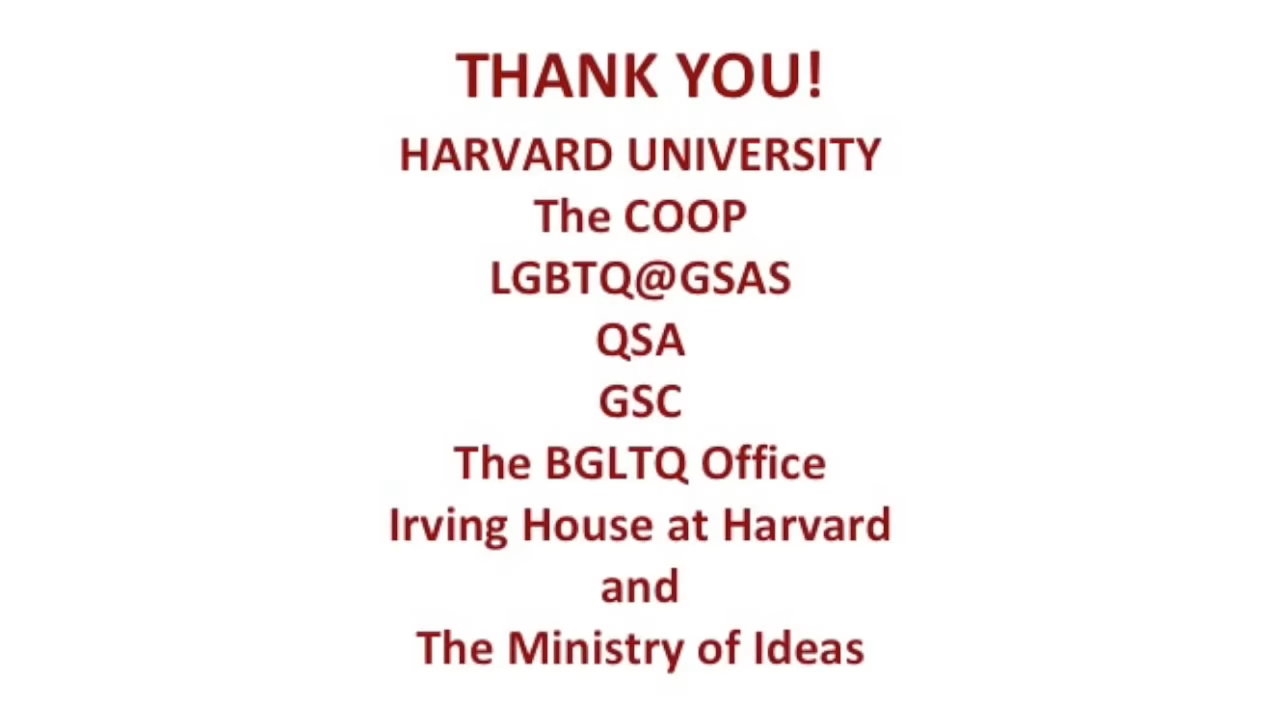 THANK YOU!
HARVARD UNIVERSITY
The COOP
LGBTQ@GSAS
QSA
GSC
The BGLTQ Office
Irving House at Harvard
and
The Ministry of Ideas